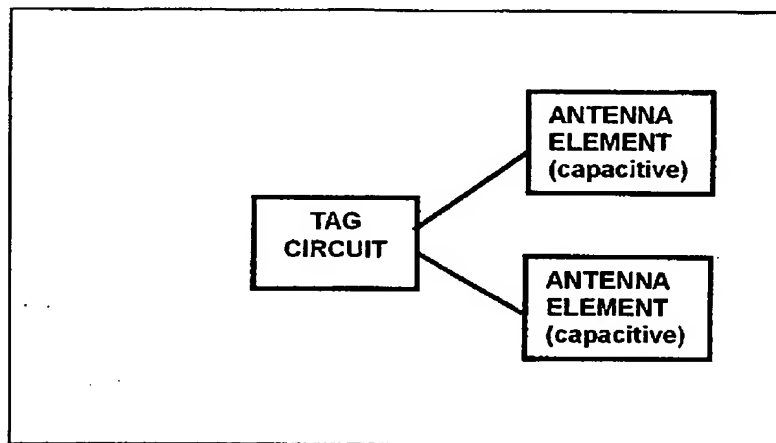 ANTENNA
ELEMENT
(capacitive)
TAG
CIRCUIT
ANTENNA
ELEMENT
(capacitive)